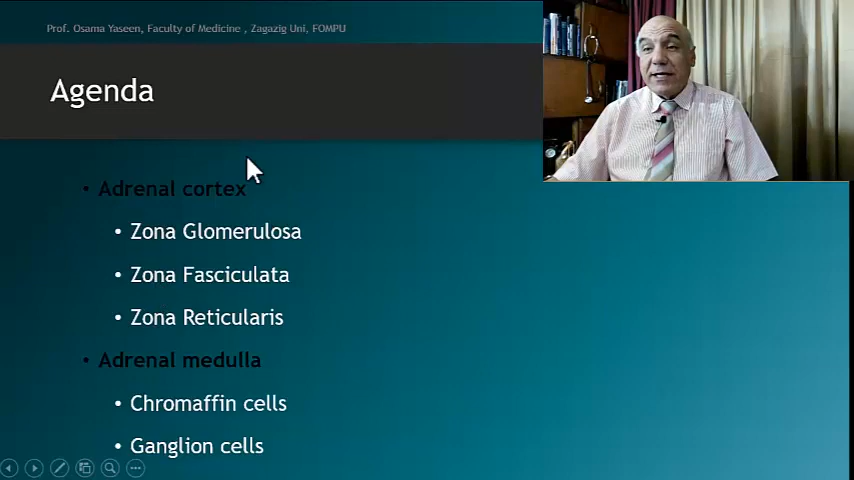 Prof. Osama Yaseen, Faculty of Medicine , Zagazig Uni, FOMPU
Agenda
• Adrenal cortex
• Zona Glomerulosa
• Zona Fasciculata
• Zona Reticularis
• Adrenal medulla
• Chromaffin cells
• Ganglion cells